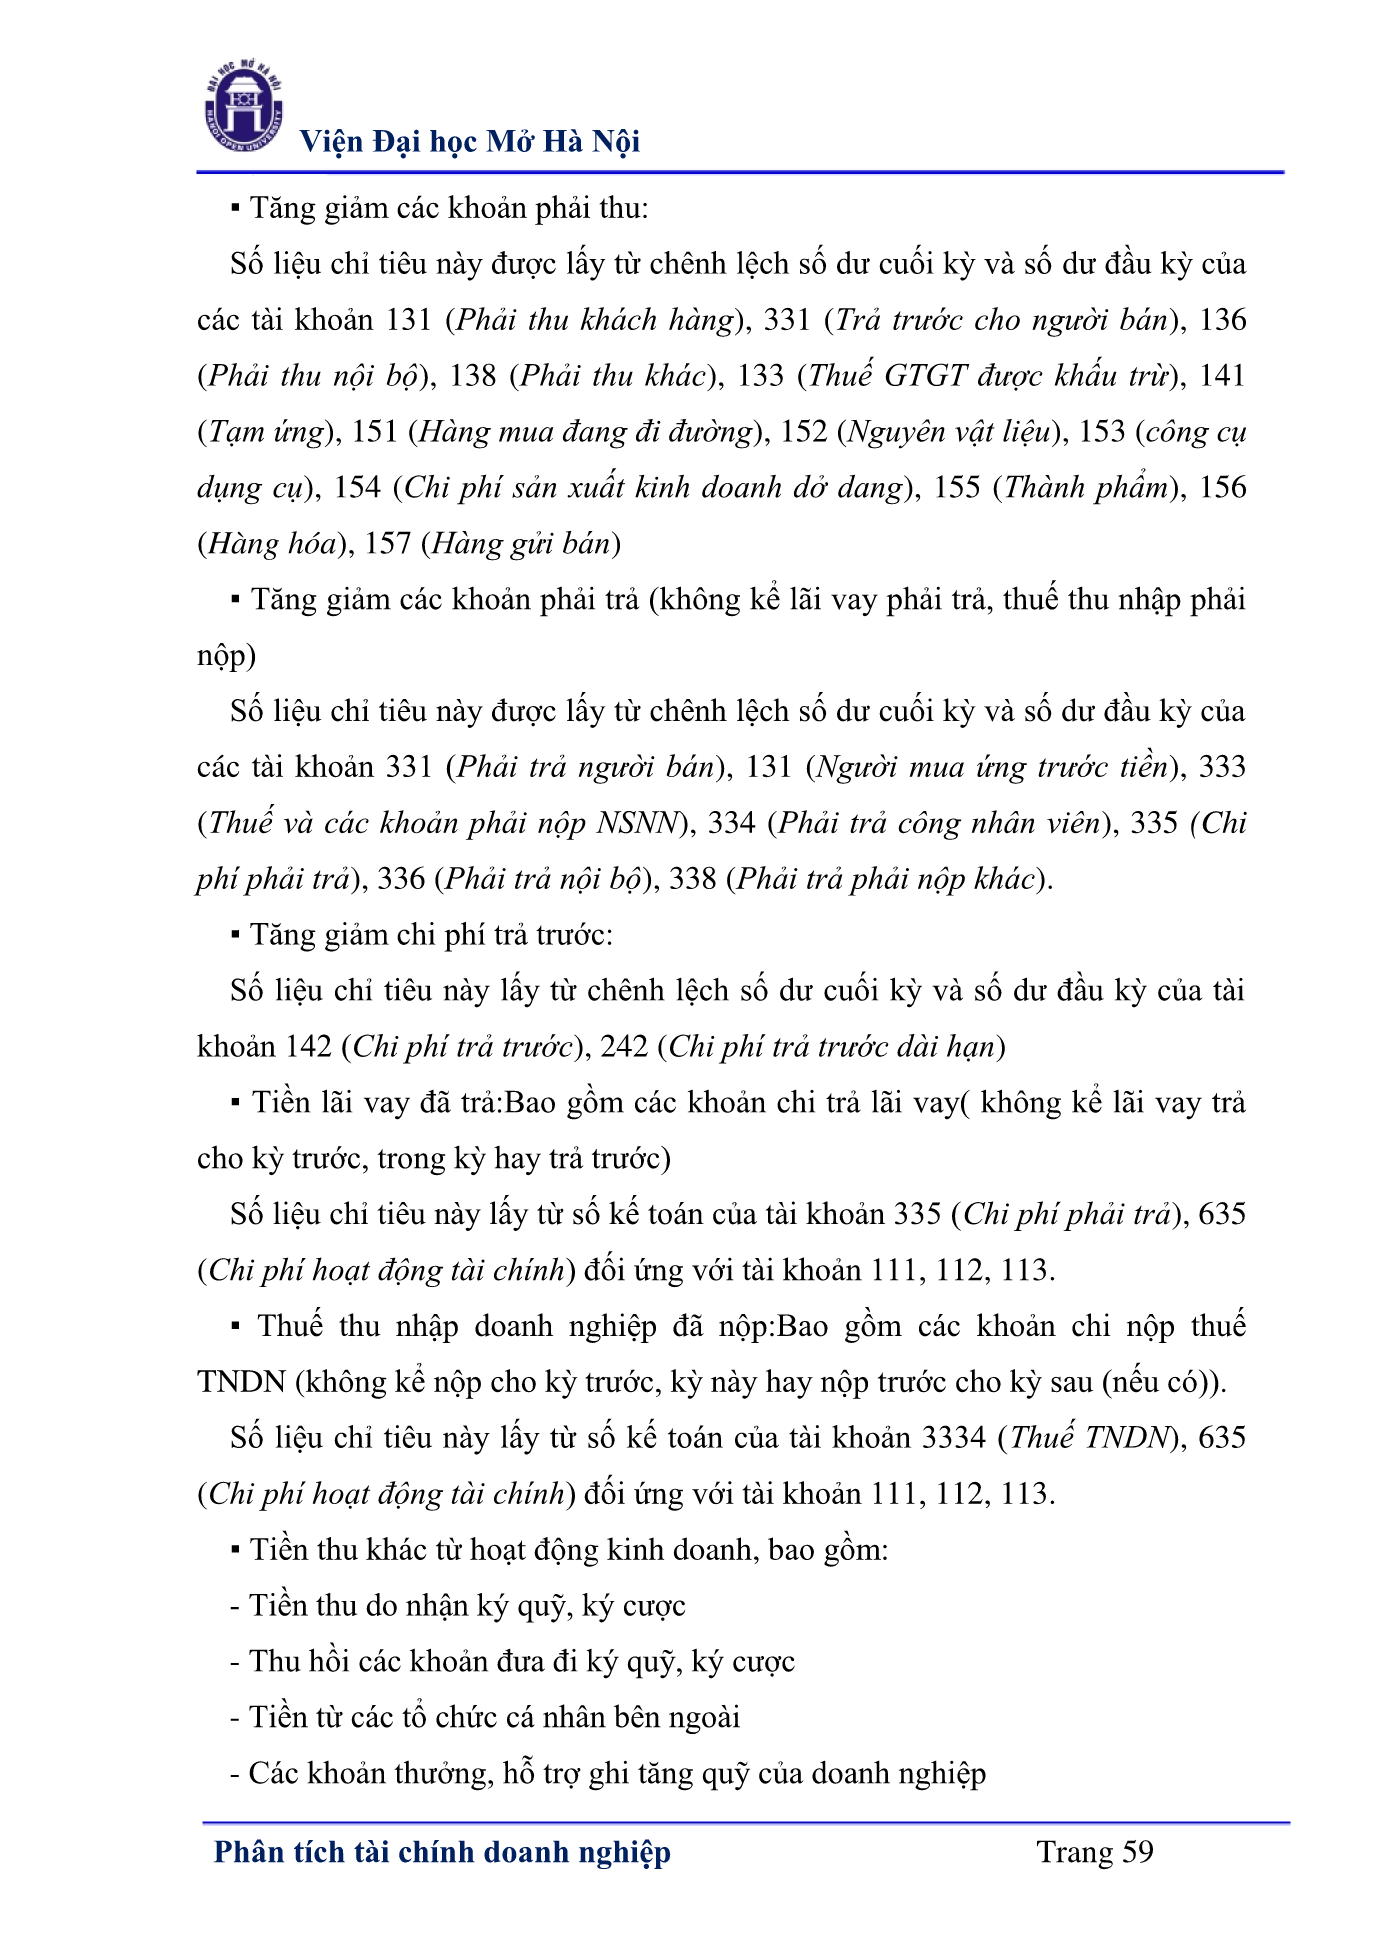 ĐẠI HỌC MỞ HÀ NỘI
HANOI OPEN UNIVERSITY
Viện Đại học Mở Hà Nội
▪ Tăng giảm các khoản phải thu:
Số liệu chỉ tiêu này được lấy từ chênh lệch số dư cuối kỳ và số dư đầu kỳ của
các tài khoản 131 (Phải thu khách hàng), 331 (Trả trước cho người bán), 136
(Phải thu nội bộ), 138 (Phải thu khác), 133 (Thuế GTGT được khấu trừ), 141
(Tạm ứng), 151 (Hàng mua đang đi đường), 152 (Nguyên vật liệu), 153 (công cụ
dụng cụ), 154 (Chi phí sản xuất kinh doanh dở dang), 155 (Thành phẩm), 156
(Hàng hóa), 157 (Hàng gửi bán)
▪ Tăng giảm các khoản phải trả (không kể lãi vay phải trả, thuế thu nhập phải
nộp)
Số liệu chỉ tiêu này được lấy từ chênh lệch số dư cuối kỳ và số dư đầu kỳ của
các tài khoản 331 (Phải trả người bán), 131 (Người mua ứng trước tiền), 333
(Thuế và các khoản phải nộp NSNN), 334 (Phải trả công nhân viên), 335 (Chi
phí phải trả), 336 (Phải trả nội bộ), 338 (Phải trả phải nộp khác).
▪ Tăng giảm chi phí trả trước:
Số liệu chỉ tiêu này lấy từ chênh lệch số dư cuối kỳ và số dư đầu kỳ của tài
khoản 142 (Chi phí trả trước), 242 (Chi phí trả trước dài hạn)
▪ Tiền lãi vay đã trả:Bao gồm các khoản chi trả lãi vay( không kể lãi vay trả
cho kỳ trước, trong kỳ hay trả trước)
Số liệu chỉ tiêu này lấy từ số kế toán của tài khoản 335 (Chi phí phải trả), 635
(Chi phí hoạt động tài chính) đối ứng với tài khoản 111, 112, 113.
▪ Thuế thu nhập doanh nghiệp đã nộp:Bao gồm các khoản chi nộp thuế
TNDN (không kể nộp cho kỳ trước, kỳ này hay nộp trước cho kỳ sau (nếu có)).
Số liệu chỉ tiêu này lấy từ số kế toán của tài khoản 3334 (Thuế TNDN), 635
(Chi phí hoạt động tài chính) đối ứng với tài khoản 111, 112, 113.
▪ Tiền thu khác từ hoạt động kinh doanh, bao gồm:
- Tiền thu do nhận ký quỹ, ký cược
- Thu hồi các khoản đưa đi ký quỹ, ký cược
- Tiền từ các tổ chức cá nhân bên ngoài
- Các khoản thưởng, hỗ trợ ghi tăng quỹ của doanh nghiệp
Phân tích tài chính doanh nghiệp Trang 59